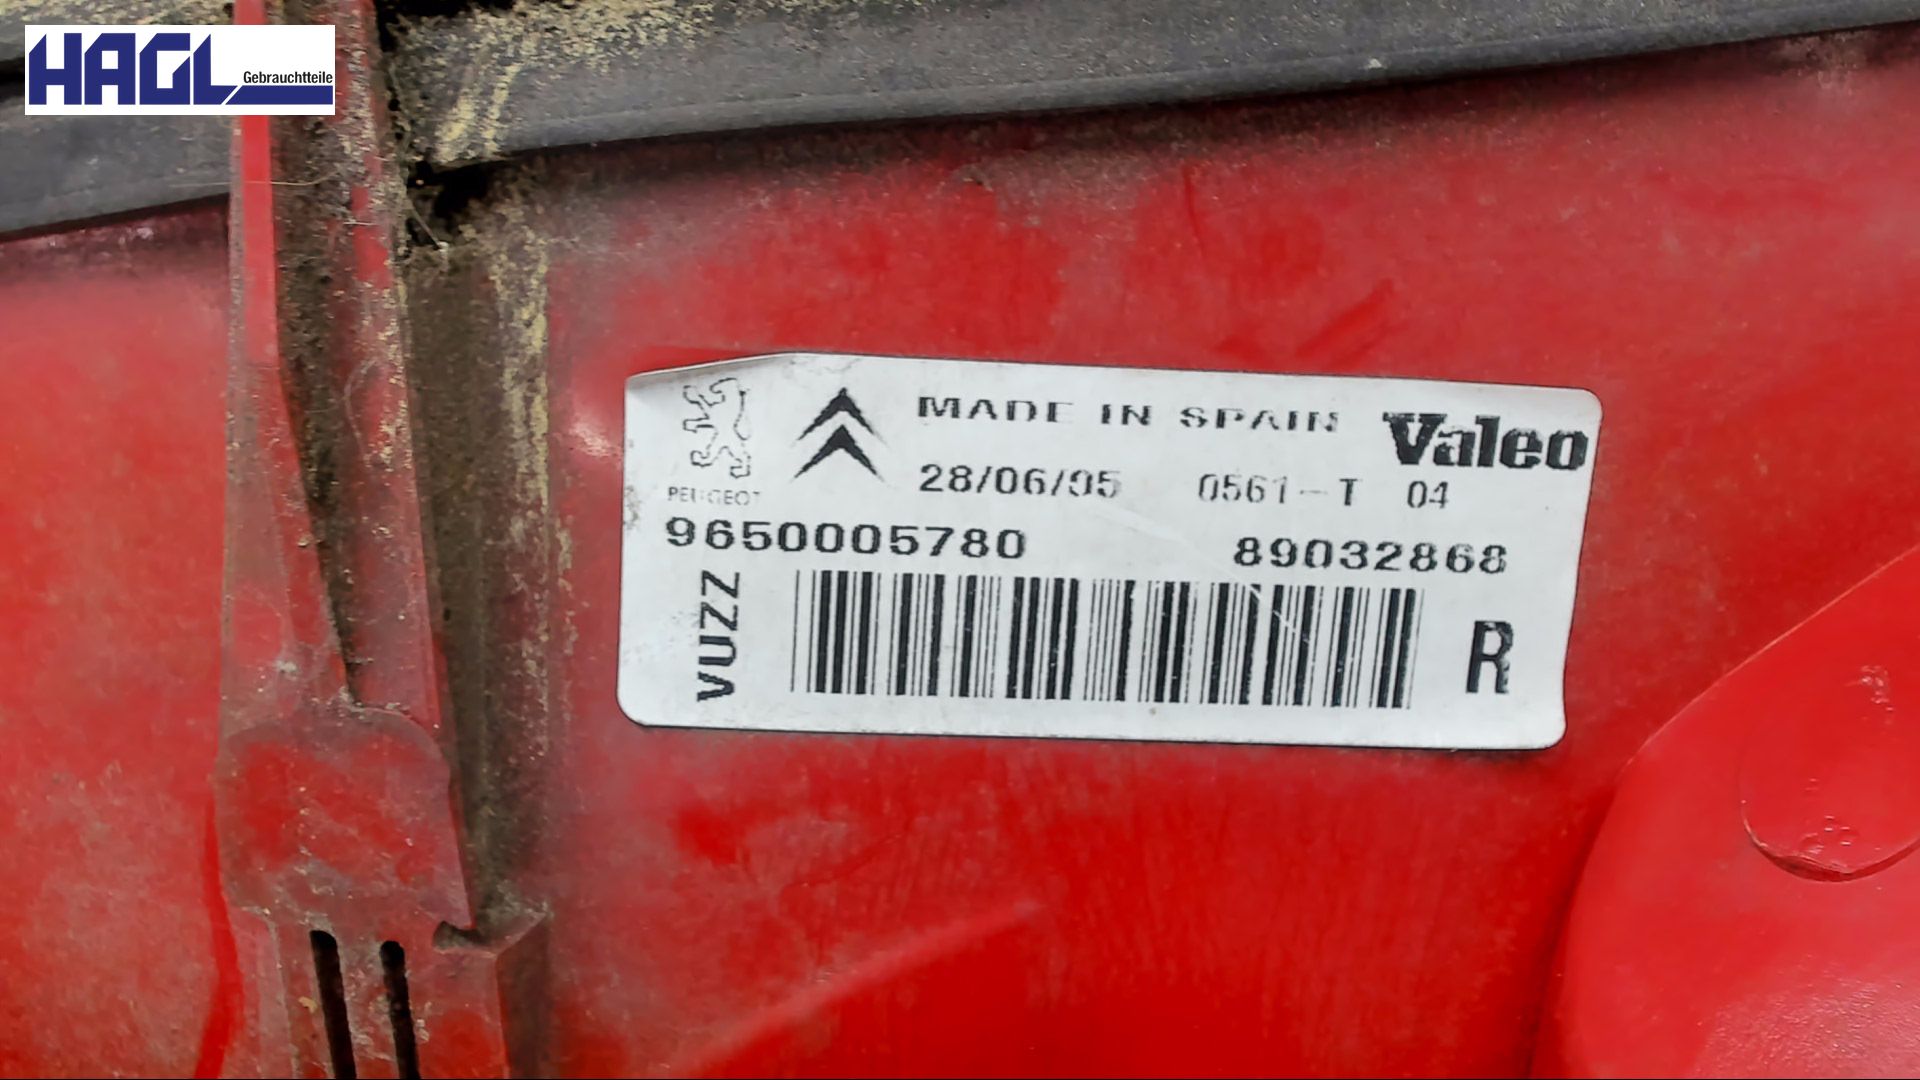 HAGL
Gebrauchtteile
MADE IN SPAIN
Valeo
28/06/05 0561-T 04
PEUGEOT
9650005780 89032868
VUZZ
R